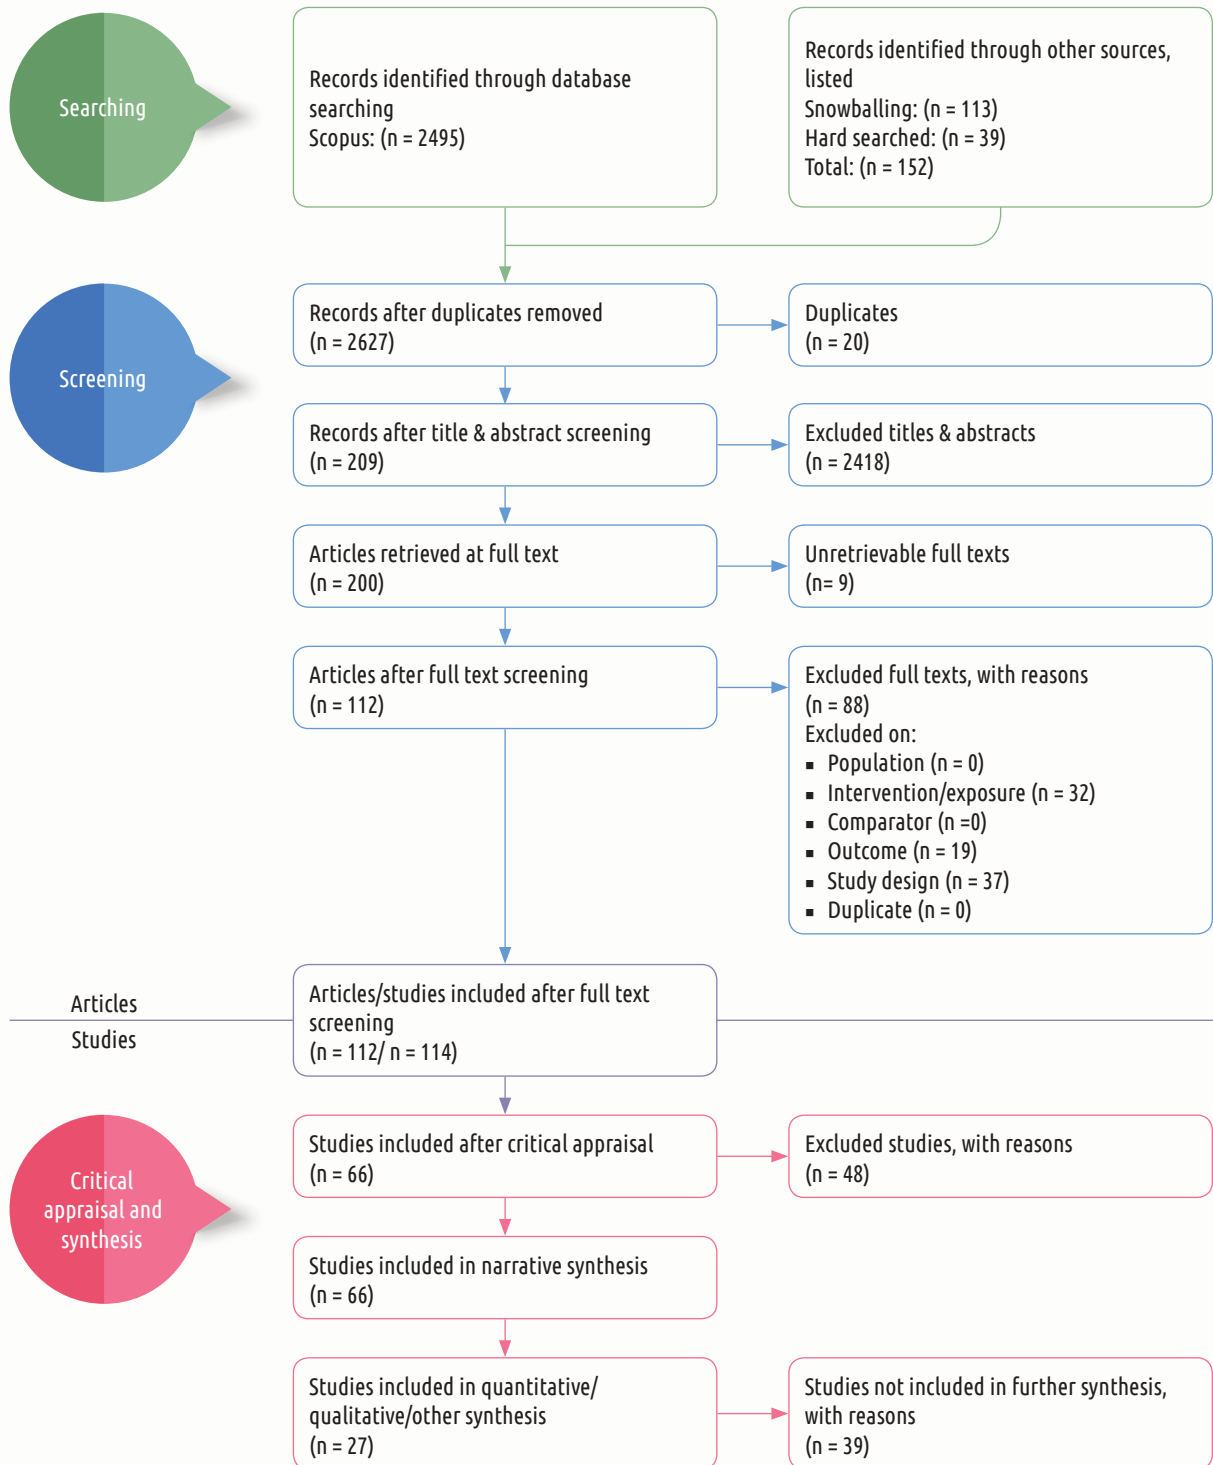 Searching
Records identified through database
searching
Scopus: (n = 2495)
Records identified through other sources,
listed
Snowballing: (n = 113)
Hard searched: (n = 39)
Total: (n = 152)
Screening
Records after duplicates removed
(n = 2627)
Duplicates
(n = 20)
Records after title & abstract screening
(n = 209)
Excluded titles & abstracts
(n = 2418)
Articles retrieved at full text
(n = 200)
Unretrievable full texts
(n= 9)
Articles after full text screening
(n = 112)
Excluded full texts, with reasons
(n = 88)
Excluded on:
▪ Population (n = 0)
▪ Intervention/exposure (n = 32)
▪ Comparator (n =0)
▪ Outcome (n = 19)
▪ Study design (n = 37)
▪ Duplicate (n = 0)
Articles
Studies
Articles/studies included after full text
screening
(n = 112/ n = 114)
Critical
appraisal and
synthesis
Studies included after critical appraisal
(n = 66)
Excluded studies, with reasons
(n = 48)
Studies included in narrative synthesis
(n = 66)
Studies included in quantitative/
qualitative/other synthesis
(n = 27)
Studies not included in further synthesis,
with reasons
(n = 39)